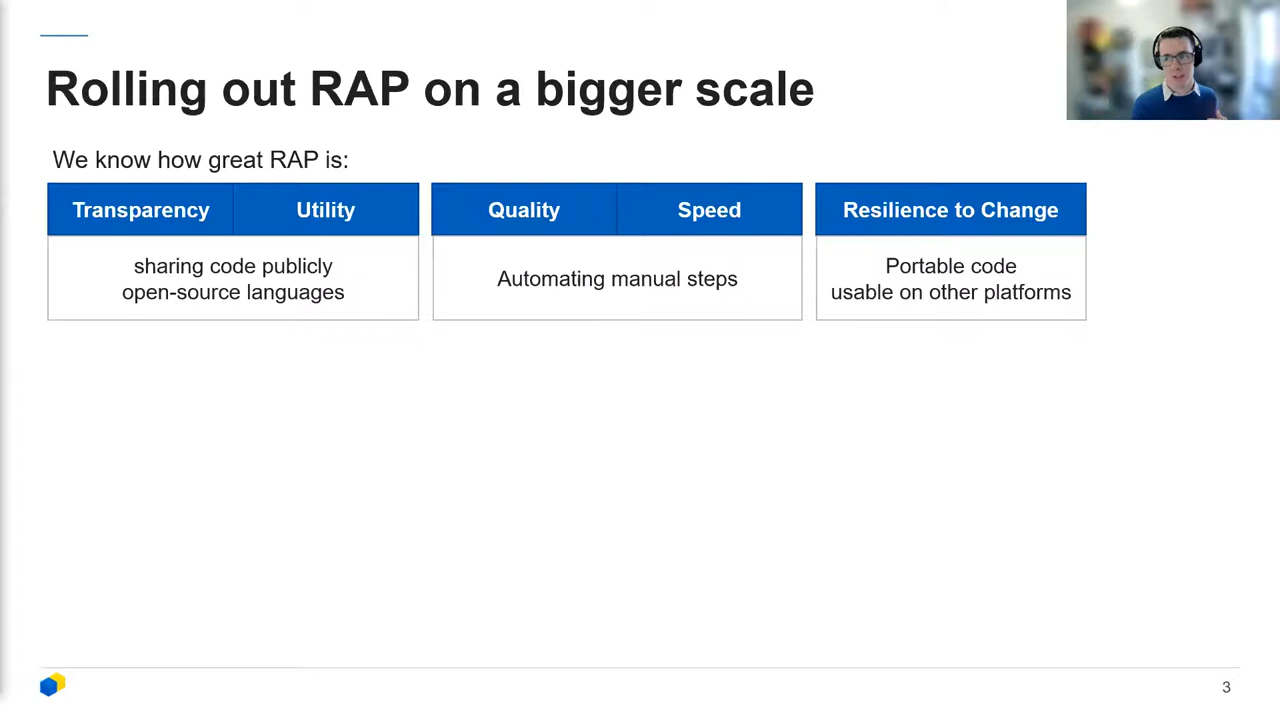 Rolling out RAP on a bigger scale
We know how great RAP is:
Transparency
Utility
sharing code publicly
open-source languages
Quality
Speed
Automating manual steps
Resilience to Change
Portable code
usable on other platforms
3